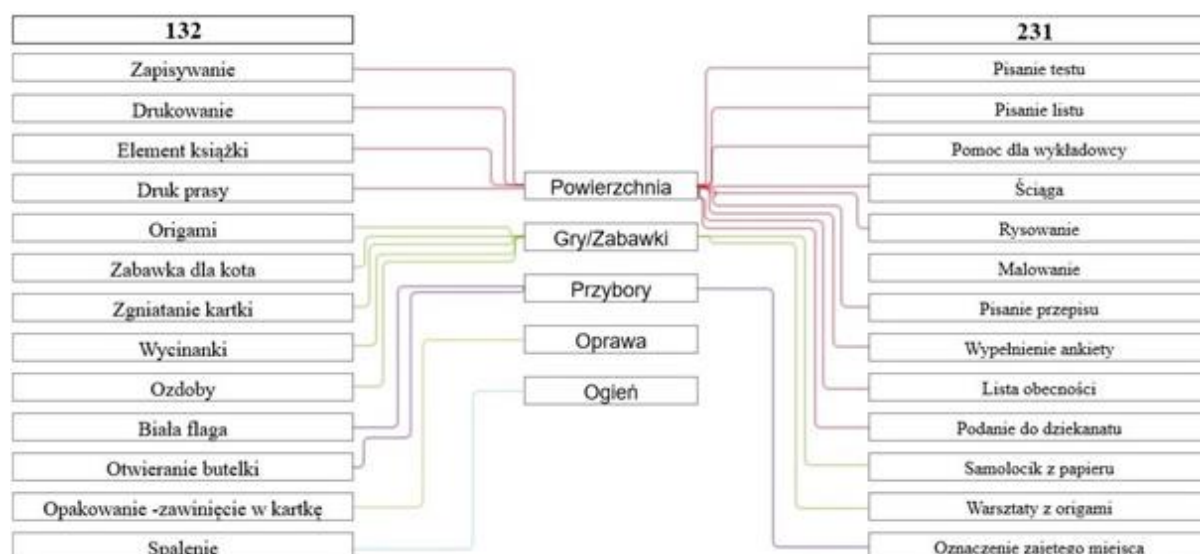 132
Zapisywanie
Drukowanie
Element książki
Druk prasy
Origami
Zabawka dla kota
Zgniatanie kartki
Wycinanki
Ozdoby
Biała flaga
Otwieranie butelki
Opakowanie -zawinięcie w kartkę
Spalenie
Powierzchnia
Gry/Zabawki
Przybory
Oprawa
Ogień
231
Pisanie testu
Pisanie listu
Pomoc dla wykładowcy
Ściąga
Rysowanie
Malowanie
Pisanie przepisu
Wypełnienie ankiety
Lista obecności
Podanie do dziekanatu
Samolocik z papieru
Warsztaty z origami
Oznaczenie zajętego miejsca